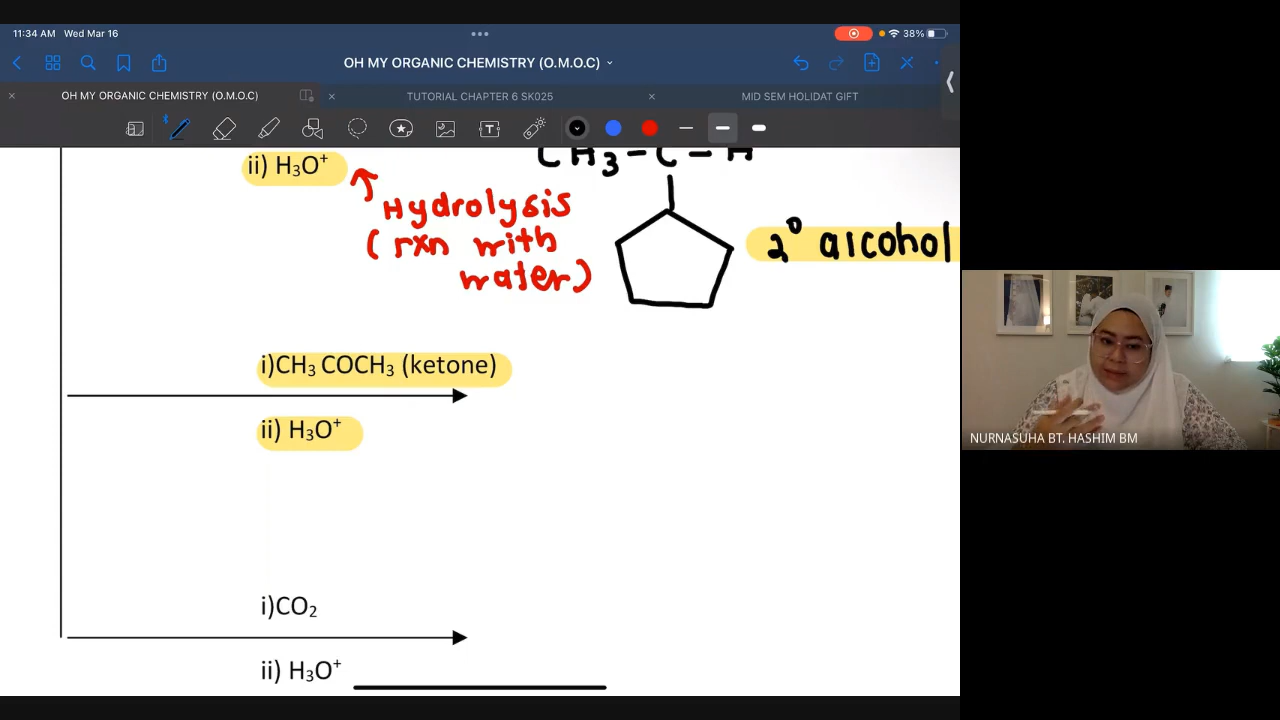 11:34 AM Wed Mar 16
38%
OH MY ORGANIC CHEMISTRY (O.M.O.C)
OH MY ORGANIC CHEMISTRY (O.M.O.C)
TUTORIAL CHAPTER 6 SK025
MID SEM HOLIDAT GIFT
CH₃-C-H
ii) H₃O⁺
Hydrolysis
(rxn with
water)
2° alcohol
i)CH₃ COCH₃ (ketone)
ii) H₃O⁺
i)CO₂
ii) H₃O⁺
NURNASUHA BT. HASHIM BM